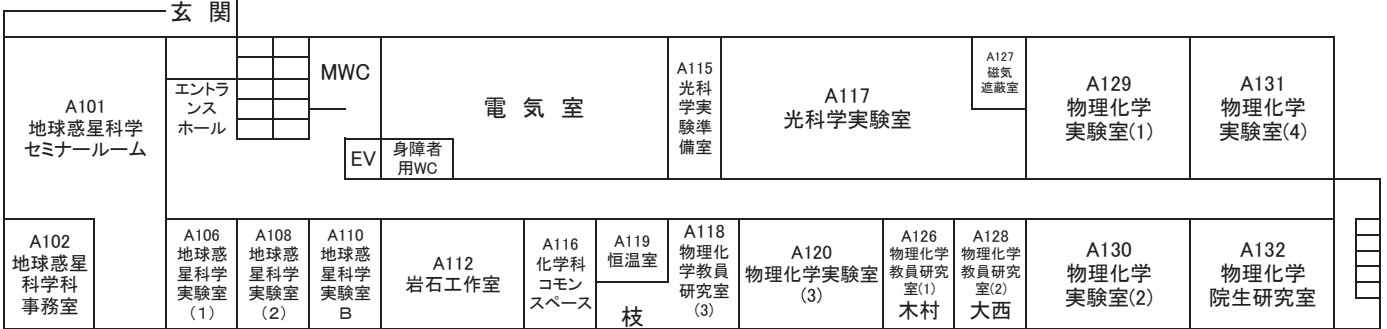 玄 関
A101
地球惑星科学
セミナールーム
エントラ
ンス
ホール
MWC
EV
身障者
用WC
電 気 室
A115
光科
学実
験準
備室
A117
光科学実験室
A127
磁気
遮蔽室
A129
物理化学
実験室(1)
A131
物理化学
実験室(4)
A102
地球惑星
科学科
事務室
A106
地球惑
星科学
実験室
(1)
A108
地球惑
星科学
実験室
(2)
A110
地球惑
星科学
実験室
B
A112
岩石工作室
A116
化学科
コモン
スペース
A119
恒温室
枝
A118
物理化
学教員
研究室
(3)
A120
物理化学実験室
(3)
A126
物理化学
教員研究
室(1)
木村
A128
物理化学
教員研究
室(2)
大西
A130
物理化学
実験室(2)
A132
物理化学
院生研究室